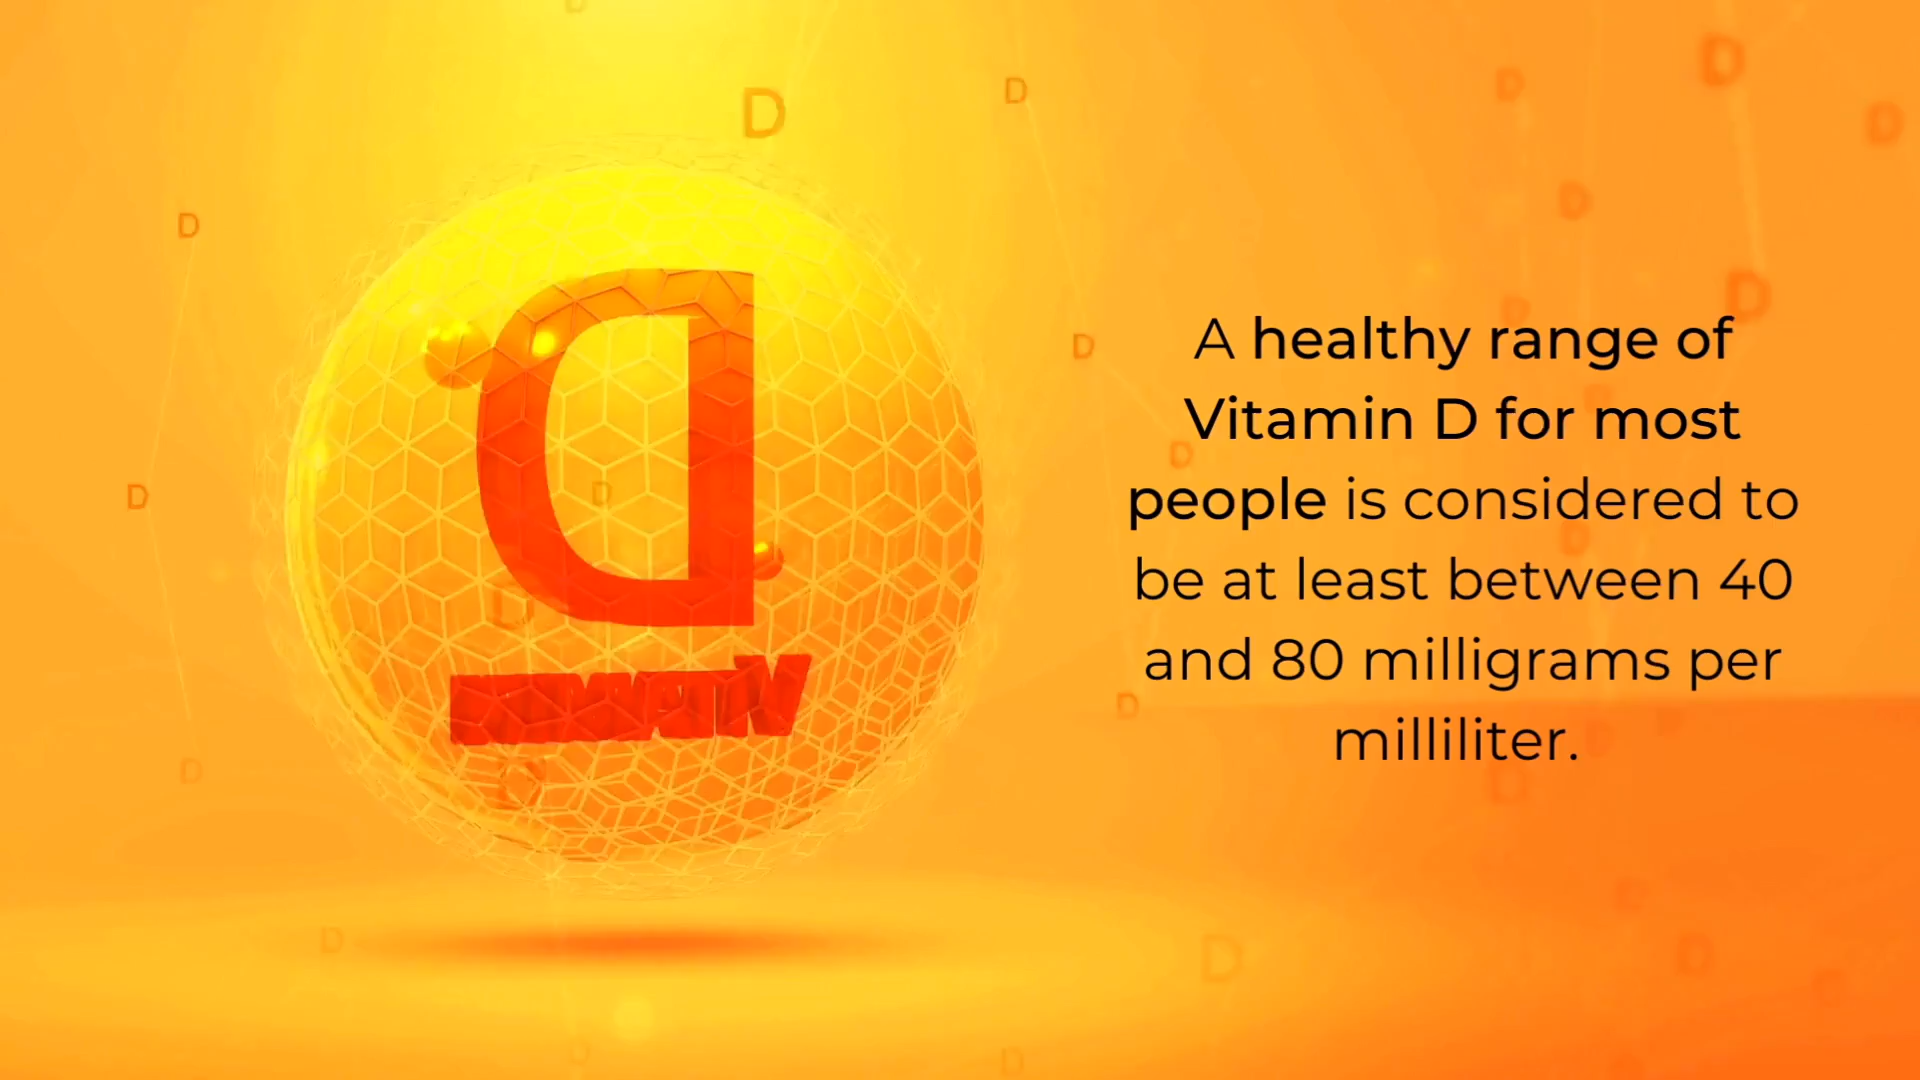 D
A healthy range of
Vitamin D for most
people is considered to
be at least between 40
and 80 milligrams per
milliliter.